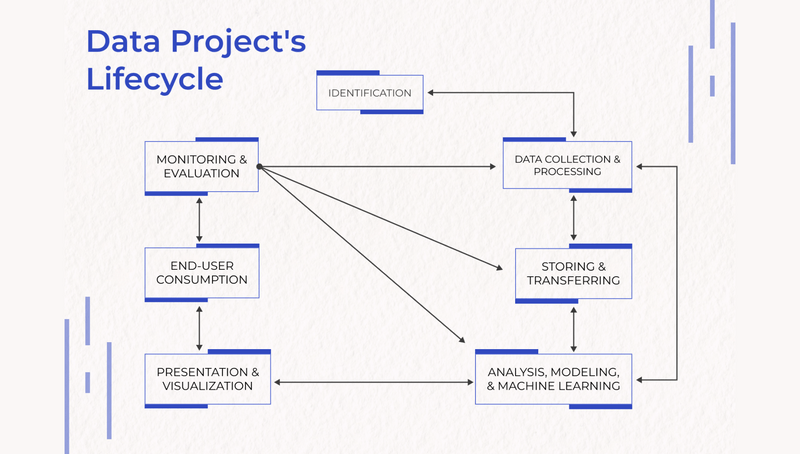 Data Project's
Lifecycle
IDENTIFICATION
MONITORING &
EVALUATION
DATA COLLECTION &
PROCESSING
END-USER
CONSUMPTION
STORING &
TRANSFERRING
PRESENTATION &
VISUALIZATION
ANALYSIS, MODELING,
& MACHINE LEARNING